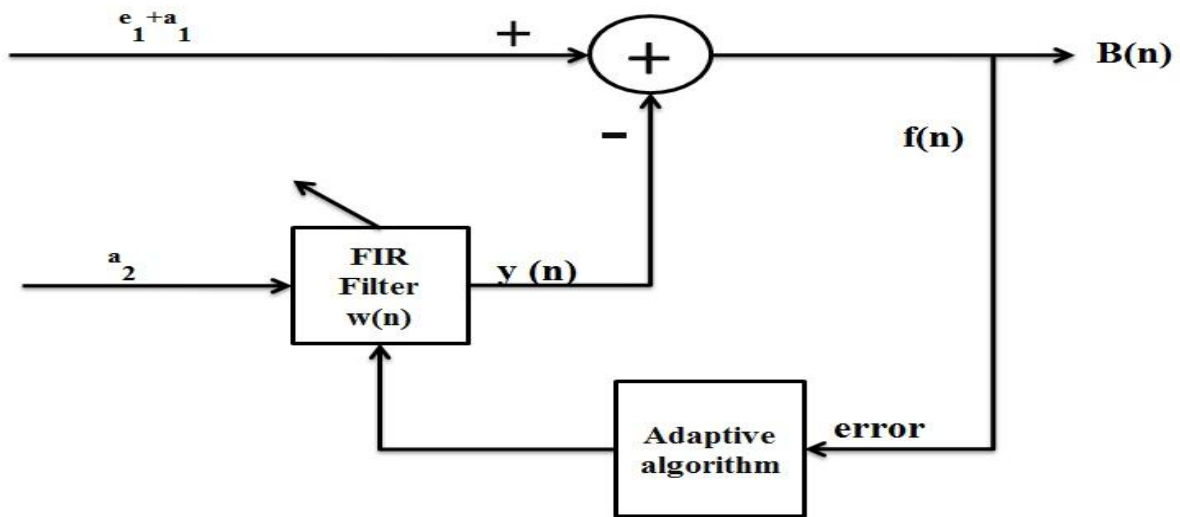 e₁+a₁
+
+
B(n)
−
f(n)
a₂
FIR
Filter
w(n)
y (n)
Adaptive
algorithm
error